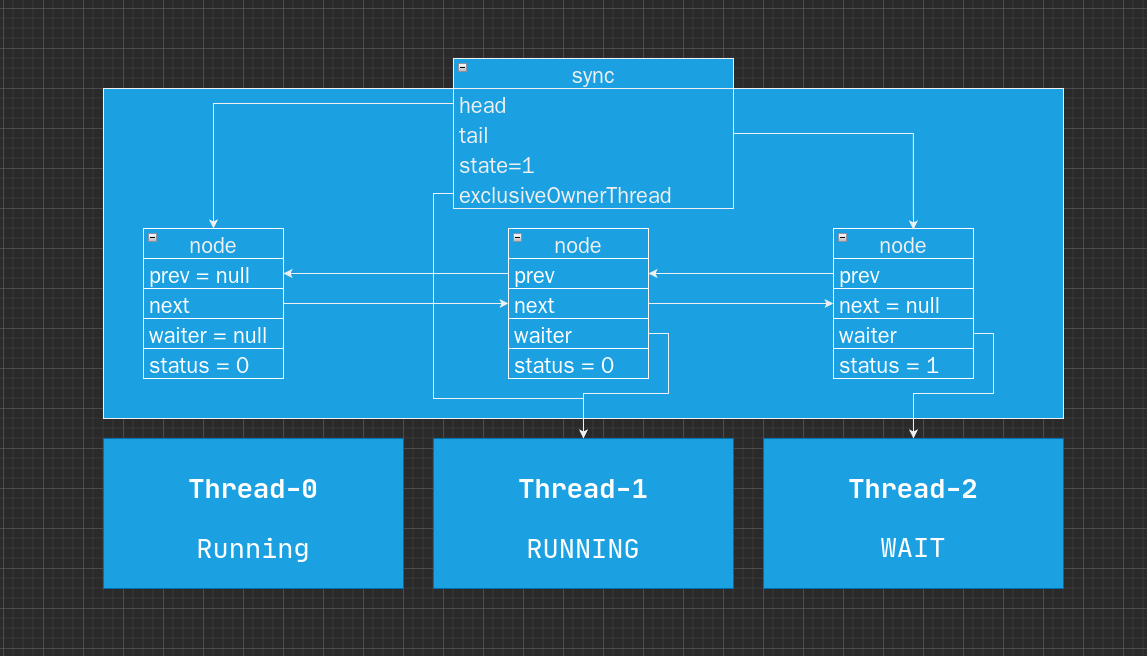 sync
head
tail
state=1
exclusiveOwnerThread
node
prev = null
next
waiter = null
status = 0
node
prev
next
waiter
status = 0
node
prev
next = null
waiter
status = 1
Thread-0
Running
Thread-1
RUNNING
Thread-2
WAIT